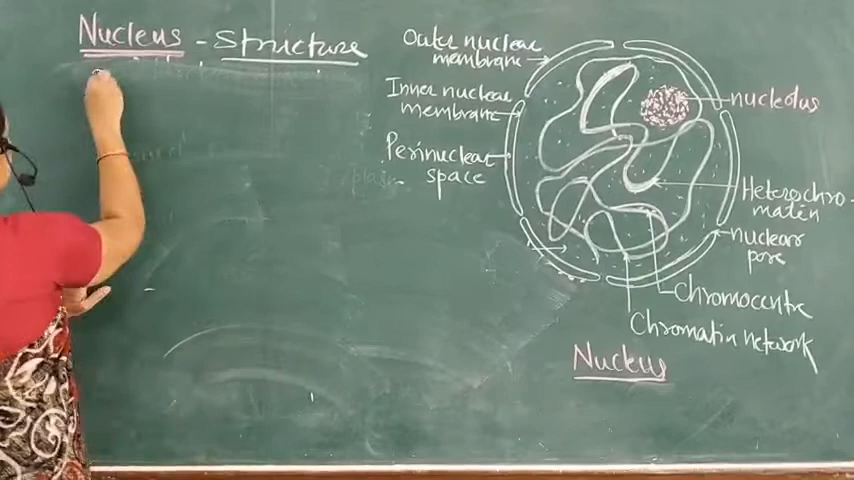 Nucleus - Structure
Outer nuclear
membrane
Inner nuclear
membrane
Perinuclear
space
nucleolus
Heterochro-
matin
nuclear
pore
Chromocentre
Chromatin network
Nucleus